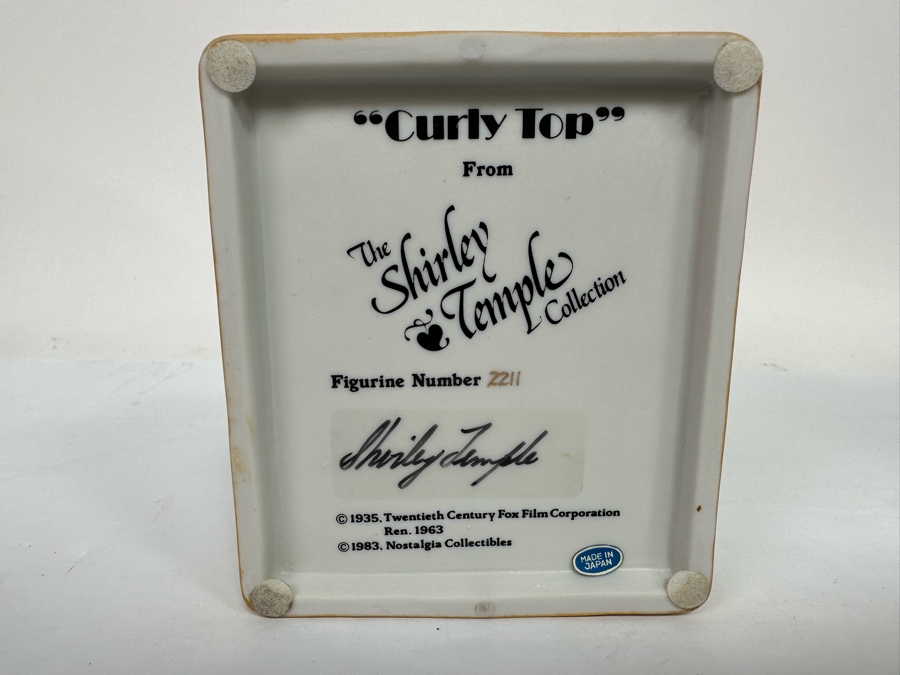 “Curly Top”
From
The
Shirley
Temple
Collection
Figurine Number 2211
Shirley Temple
© 1935, Twentieth Century Fox Film Corporation
Ren. 1963
© 1983, Nostalgia Collectibles
MADE IN
JAPAN